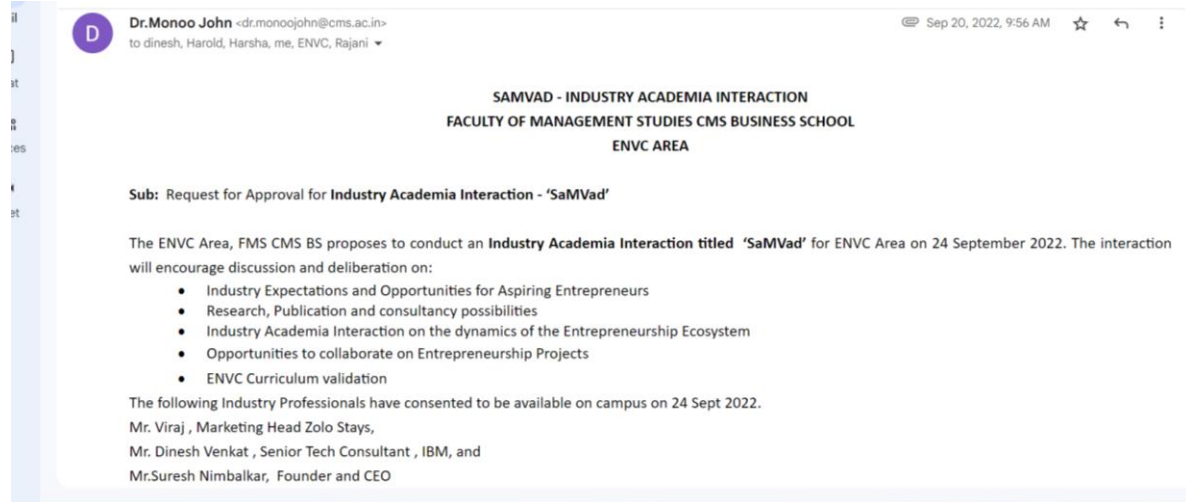 il
D
Dr.Monoo John <dr.monoojohn@cms.ac.in>
Sep 20, 2022, 9:56 AM
to dinesh, Harold, Harsha, me, ENVC, Rajani
at
SAMVAD - INDUSTRY ACADEMIA INTERACTION
FACULTY OF MANAGEMENT STUDIES CMS BUSINESS SCHOOL
ENVC AREA
es
Sub: Request for Approval for Industry Academia Interaction - ‘SaMVad’
et
The ENVC Area, FMS CMS BS proposes to conduct an Industry Academia Interaction titled ‘SaMVad’ for ENVC Area on 24 September 2022. The interaction
will encourage discussion and deliberation on:
• Industry Expectations and Opportunities for Aspiring Entrepreneurs
• Research, Publication and consultancy possibilities
• Industry Academia Interaction on the dynamics of the Entrepreneurship Ecosystem
• Opportunities to collaborate on Entrepreneurship Projects
• ENVC Curriculum validation
The following Industry Professionals have consented to be available on campus on 24 Sept 2022.
Mr. Viraj , Marketing Head Zolo Stays,
Mr. Dinesh Venkat , Senior Tech Consultant , IBM, and
Mr.Suresh Nimbalkar, Founder and CEO